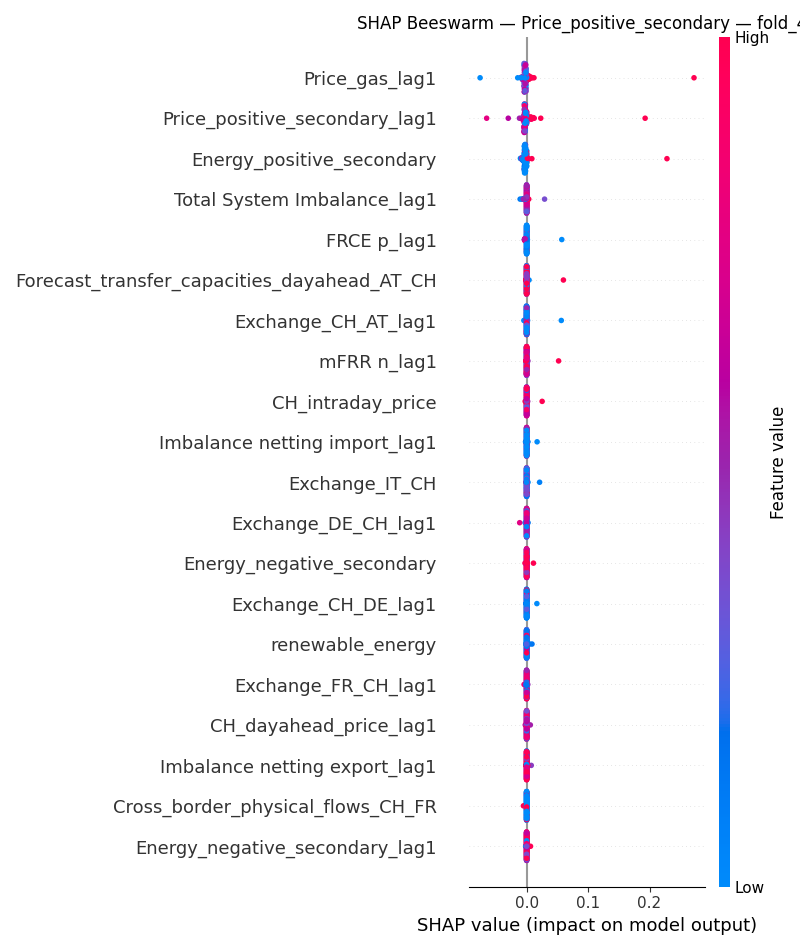 SHAP Beeswarm — Price_positive_secondary — fold_4
High
Price_gas_lag1
Price_positive_secondary_lag1
Energy_positive_secondary
Total System Imbalance_lag1
FRCE p_lag1
Forecast_transfer_capacities_dayahead_AT_CH
Exchange_CH_AT_lag1
mFRR n_lag1
CH_intraday_price
Imbalance netting import_lag1
Exchange_IT_CH
Exchange_DE_CH_lag1
Energy_negative_secondary
Exchange_CH_DE_lag1
renewable_energy
Exchange_FR_CH_lag1
CH_dayahead_price_lag1
Imbalance netting export_lag1
Cross_border_physical_flows_CH_FR
Energy_negative_secondary_lag1
Feature value
Low
0.0 0.1 0.2
SHAP value (impact on model output)